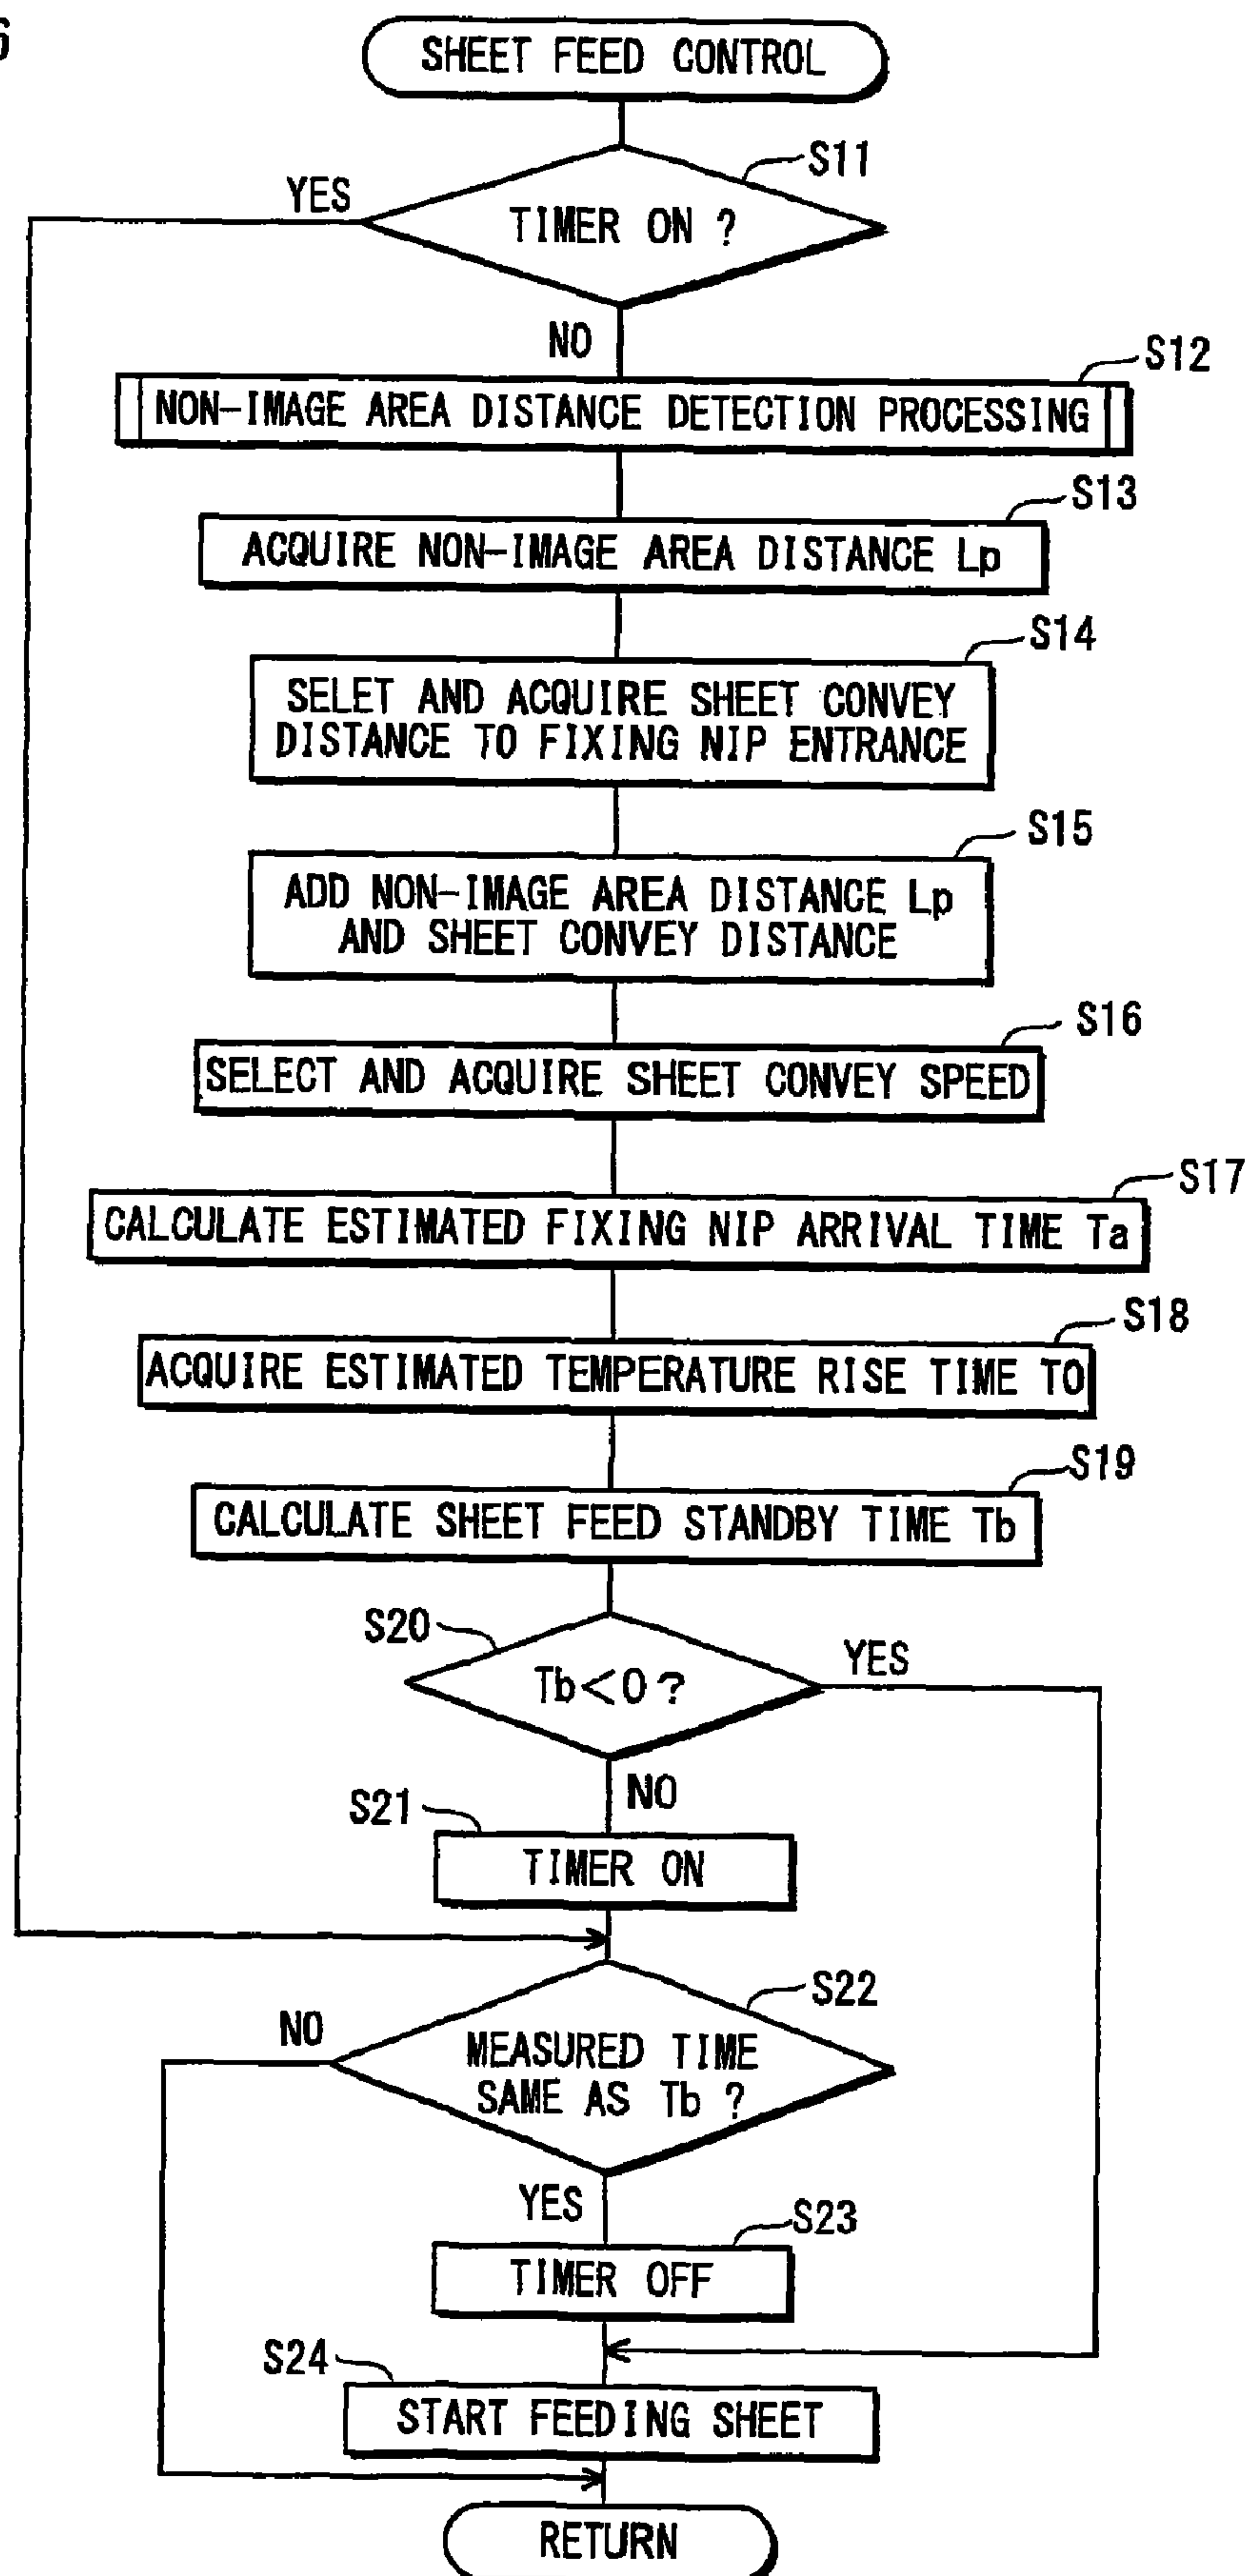 SHEET FEED CONTROL
S11
YES
TIMER ON ?
NO
S12
NON-IMAGE AREA DISTANCE DETECTION PROCESSING
S13
ACQUIRE NON-IMAGE AREA DISTANCE Lp
S14
SELET AND ACQUIRE SHEET CONVEY
DISTANCE TO FIXING NIP ENTRANCE
S15
ADD NON-IMAGE AREA DISTANCE Lp
AND SHEET CONVEY DISTANCE
S16
SELECT AND ACQUIRE SHEET CONVEY SPEED
S17
CALCULATE ESTIMATED FIXING NIP ARRIVAL TIME Ta
S18
ACQUIRE ESTIMATED TEMPERATURE RISE TIME T0
S19
CALCULATE SHEET FEED STANDBY TIME Tb
S20
YES
Tb<0?
NO
S21
TIMER ON
S22
NO
MEASURED TIME
SAME AS Tb ?
YES
S23
TIMER OFF
S24
START FEEDING SHEET
RETURN